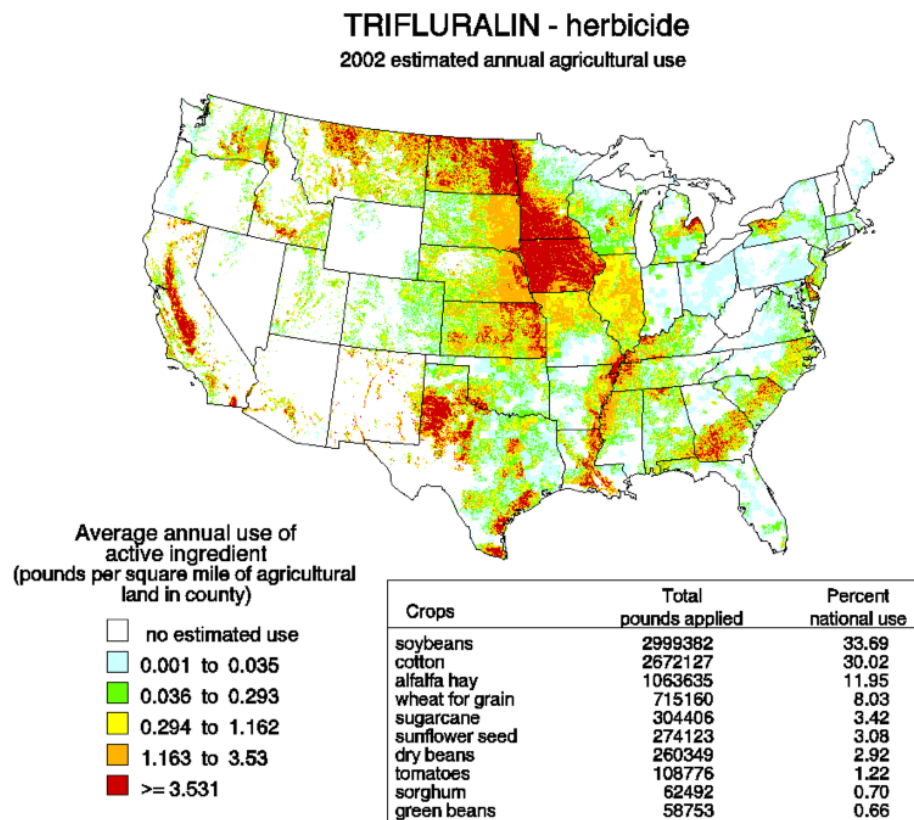 TRIFLURALIN - herbicide
2002 estimated annual agricultural use
Average annual use of
active ingredient
(pounds per square mile of agricultural
land in county)
no estimated use
0.001 to 0.035
0.036 to 0.293
0.294 to 1.162
1.163 to 3.53
>= 3.531
Crops Total pounds applied Percent national use
soybeans 2999382 33.69
cotton 2672127 30.02
alfalfa hay 1063635 11.95
wheat for grain 715160 8.03
sugarcane 304406 3.42
sunflower seed 274123 3.08
dry beans 260349 2.92
tomatoes 108776 1.22
sorghum 62492 0.70
green beans 58753 0.66